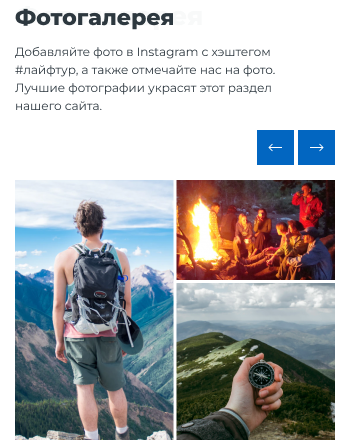 Фотогалерея
Добавляйте фото в Instagram с хэштегом
#лайфтур, а также отмечайте нас на фото.
Лучшие фотографии украсят этот раздел
нашего сайта.